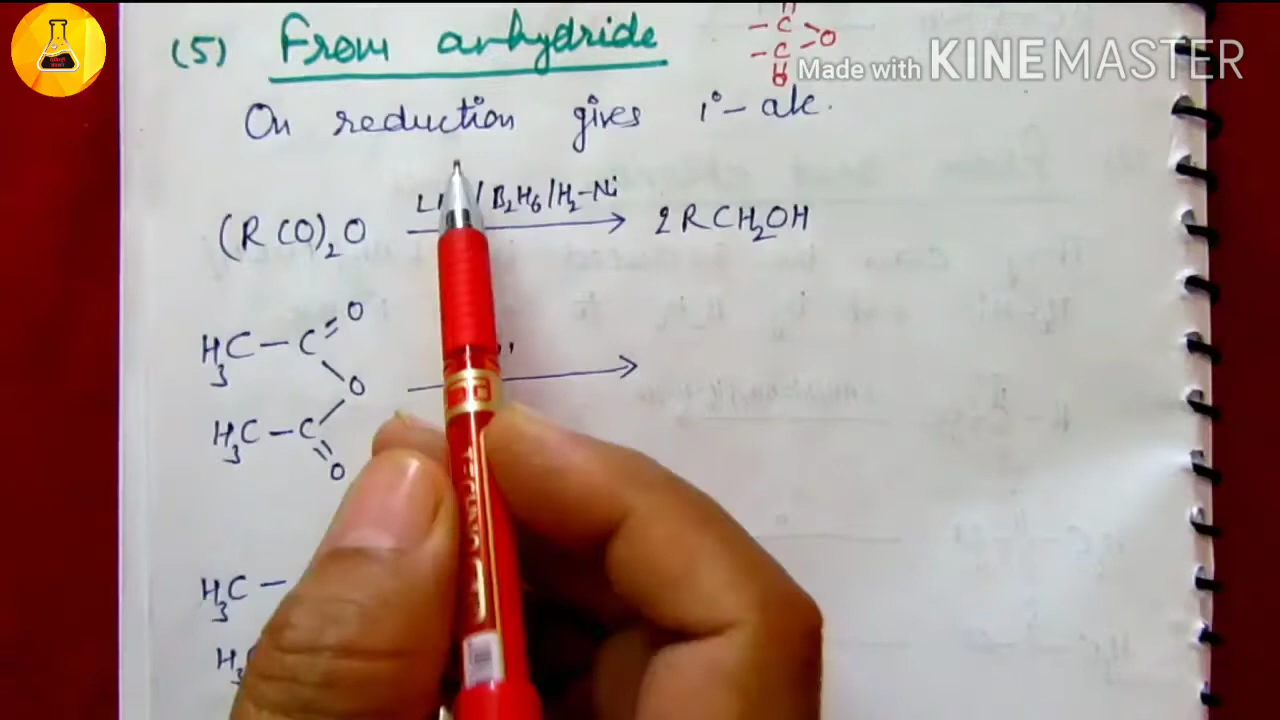 (5) From anhydride
Made with KINEMASTER
On reduction gives 1°- alc.
B2H6/H2-Ni
(RCO)2O → 2RCH2OH
H3C-C=O
O
H3C-C=O
H3C-